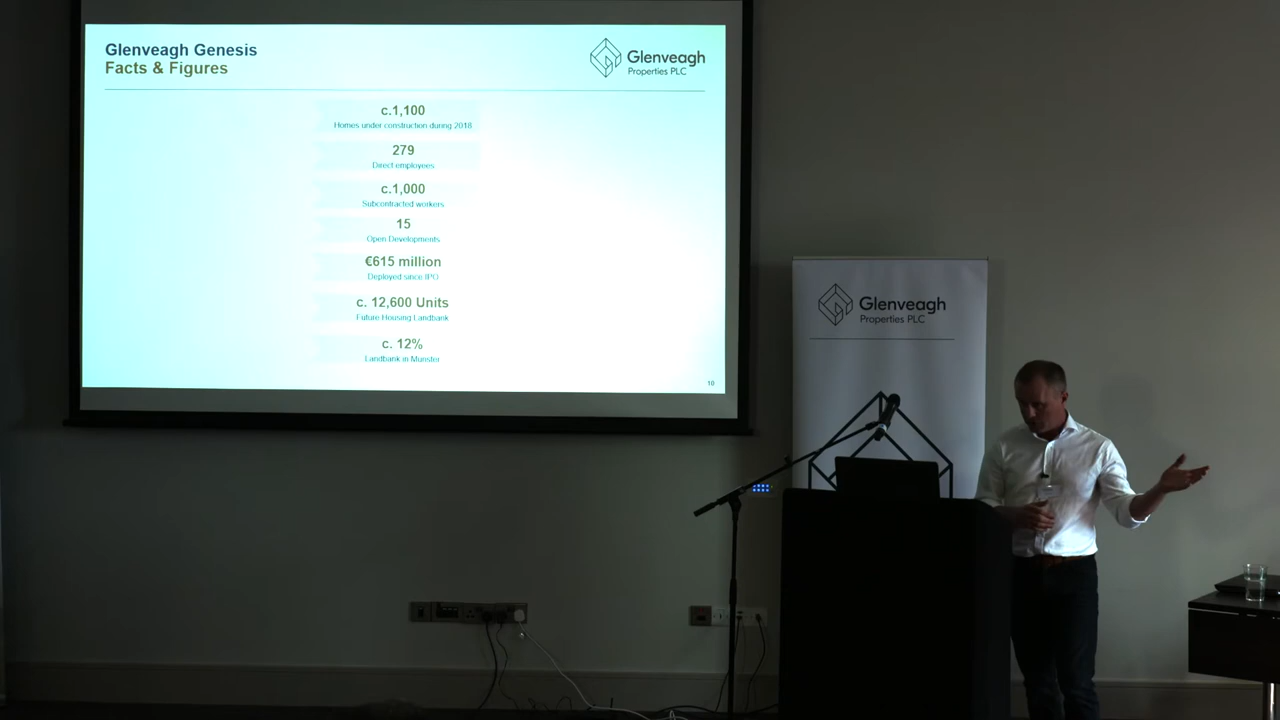 Glenveagh Genesis
Facts & Figures
Glenveagh
Properties PLC
c.1,100
Homes under construction during 2018
279
Direct employees
c.1,000
Subcontracted workers
15
Open Developments
€615 million
Deployed since IPO
c. 12,600 Units
Future Housing Landbank
c. 12%
Landbank in Munster
10
Glenveagh
Properties PLC